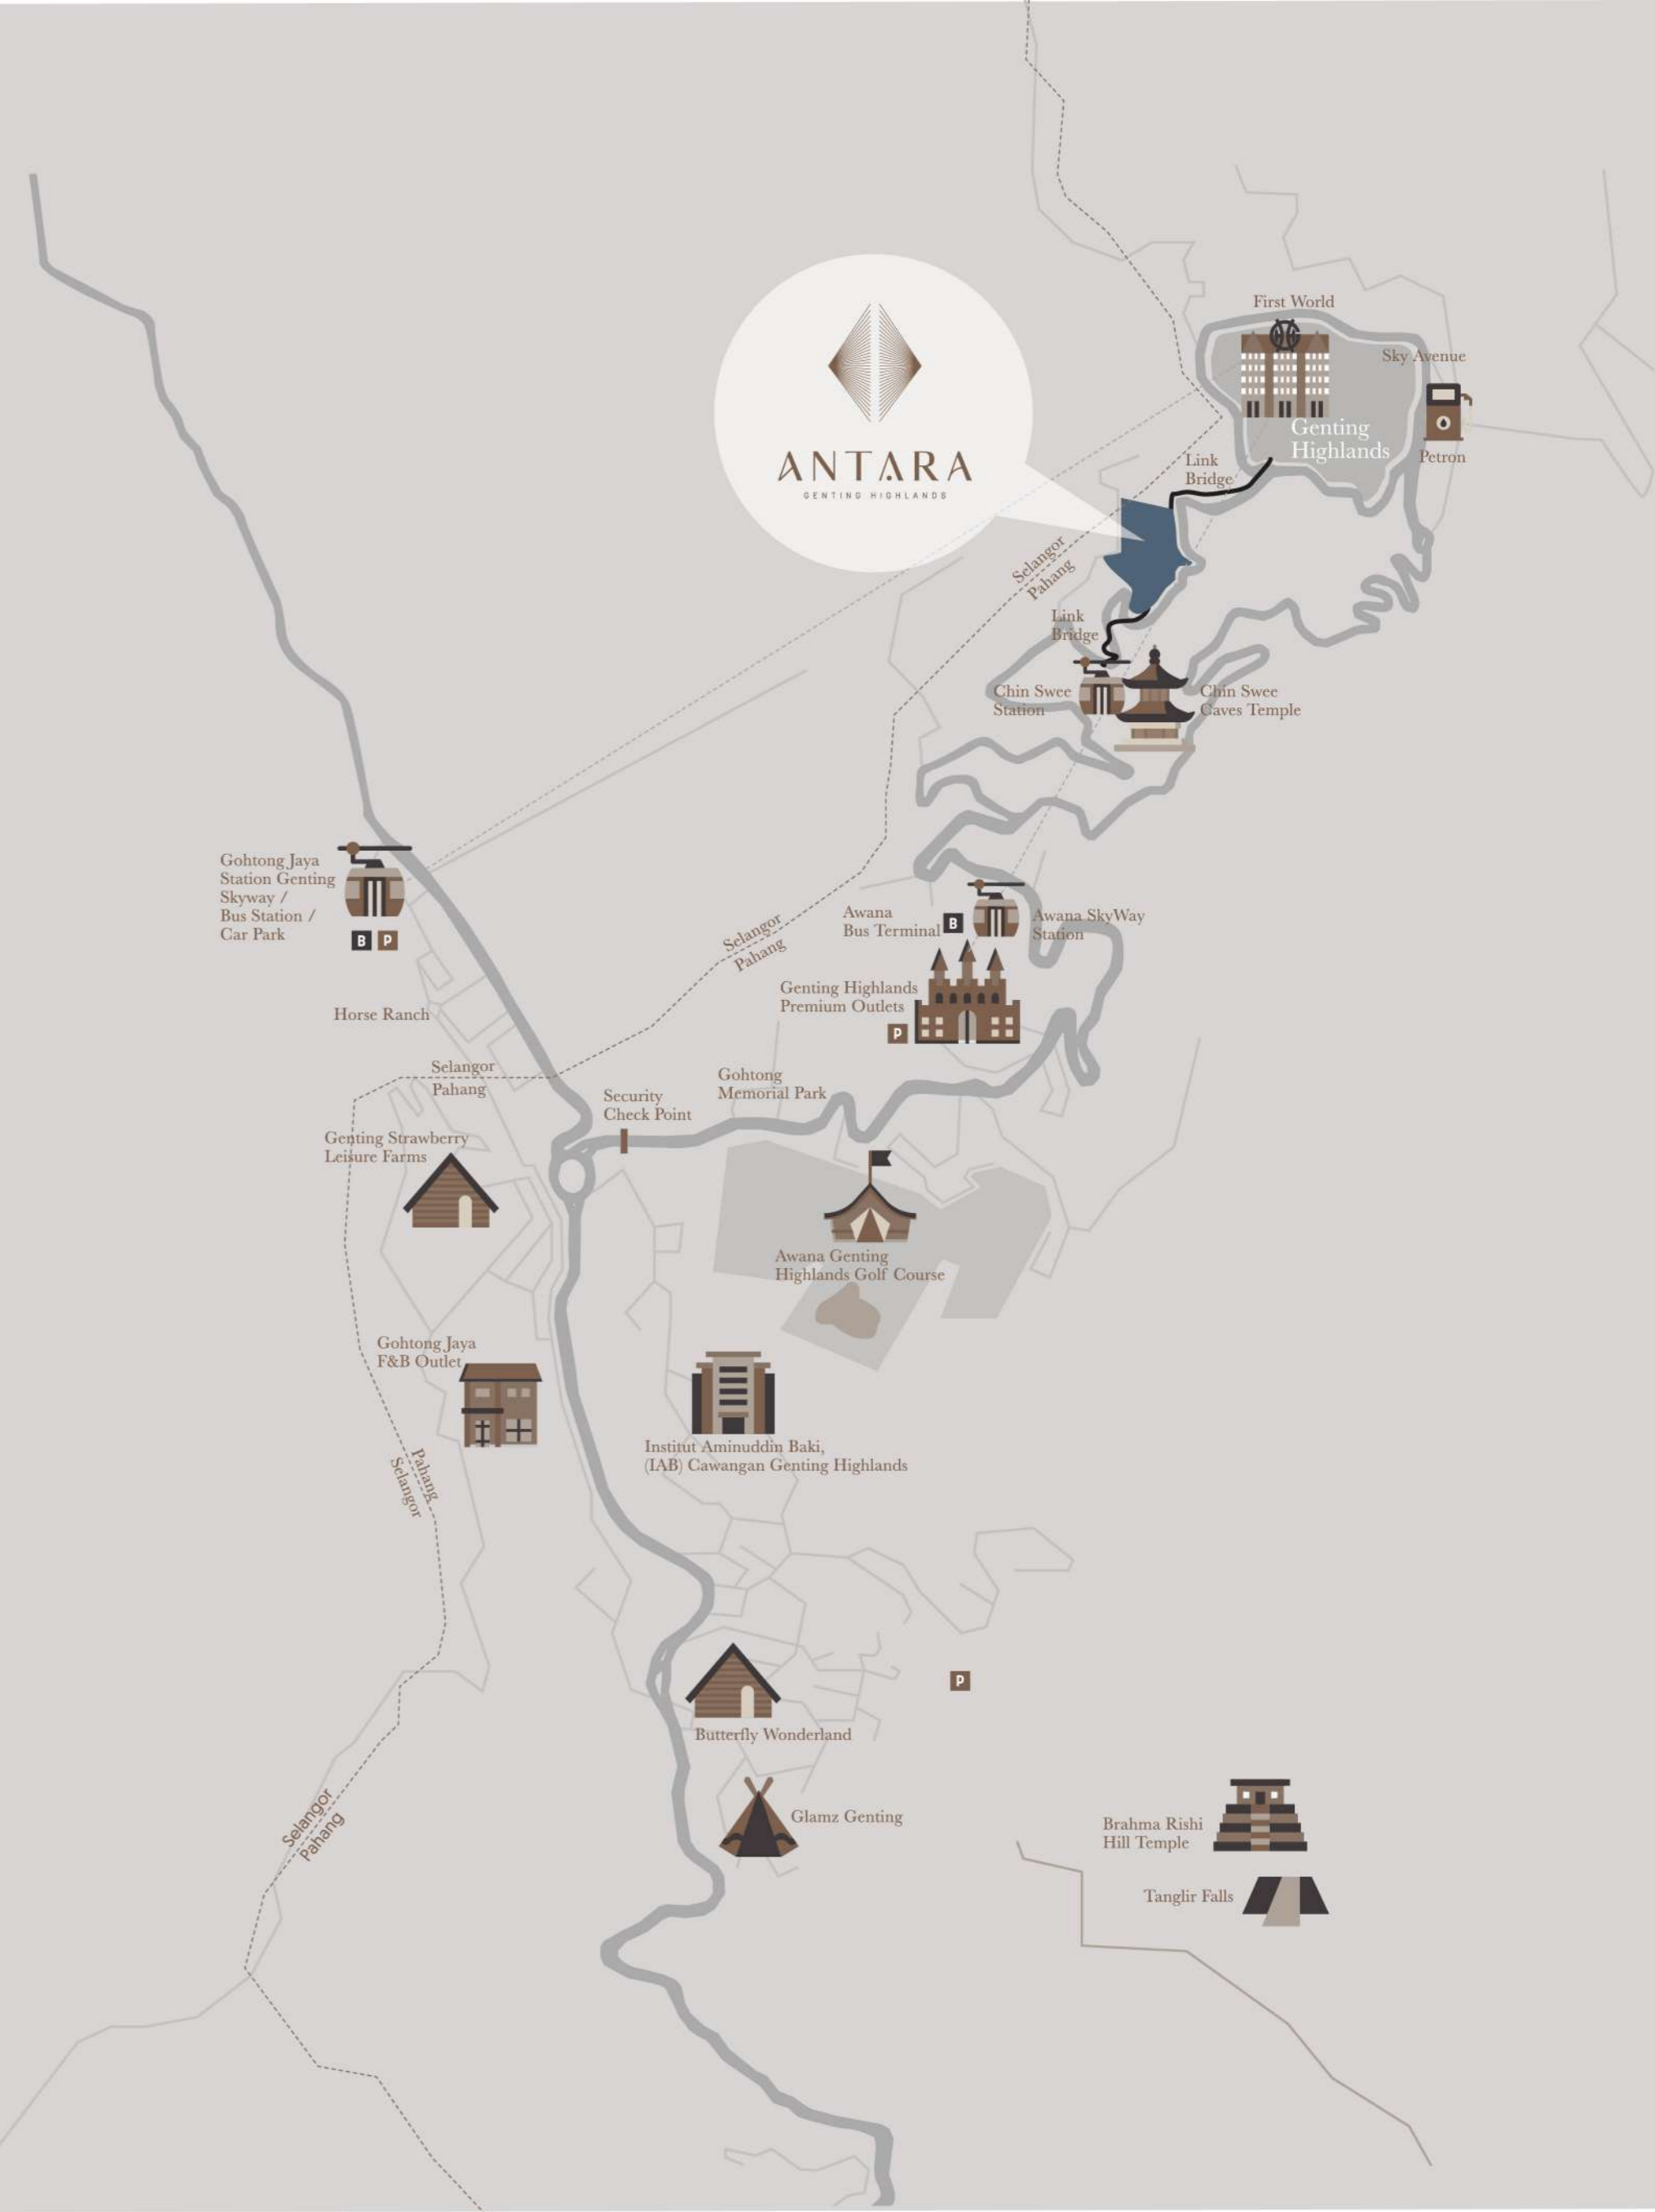 First World
Sky Avenue
Genting
Highlands
Petron
ANTARA
GENTING HIGHLANDS
Link
Bridge
Selangor
Pahang
Link
Bridge
Chin Swee
Station
Chin Swee
Caves Temple
Gohtong Jaya
Station Genting
Skyway /
Bus Station /
Car Park
B P
Awana
Bus Terminal
B
Awana SkyWay
Station
Selangor
Pahang
Genting Highlands
Premium Outlets
P
Horse Ranch
Selangor
Pahang
Security
Check Point
Gohtong
Memorial Park
Genting Strawberry
Leisure Farms
Awana Genting
Highlands Golf Course
Gohtong Jaya
F&B Outlet
Institut Aminuddin Baki,
(IAB) Cawangan Genting Highlands
Pahang
Selangor
P
Butterfly Wonderland
Glamz Genting
Selangor
Pahang
Brahma Rishi
Hill Temple
Tanglir Falls